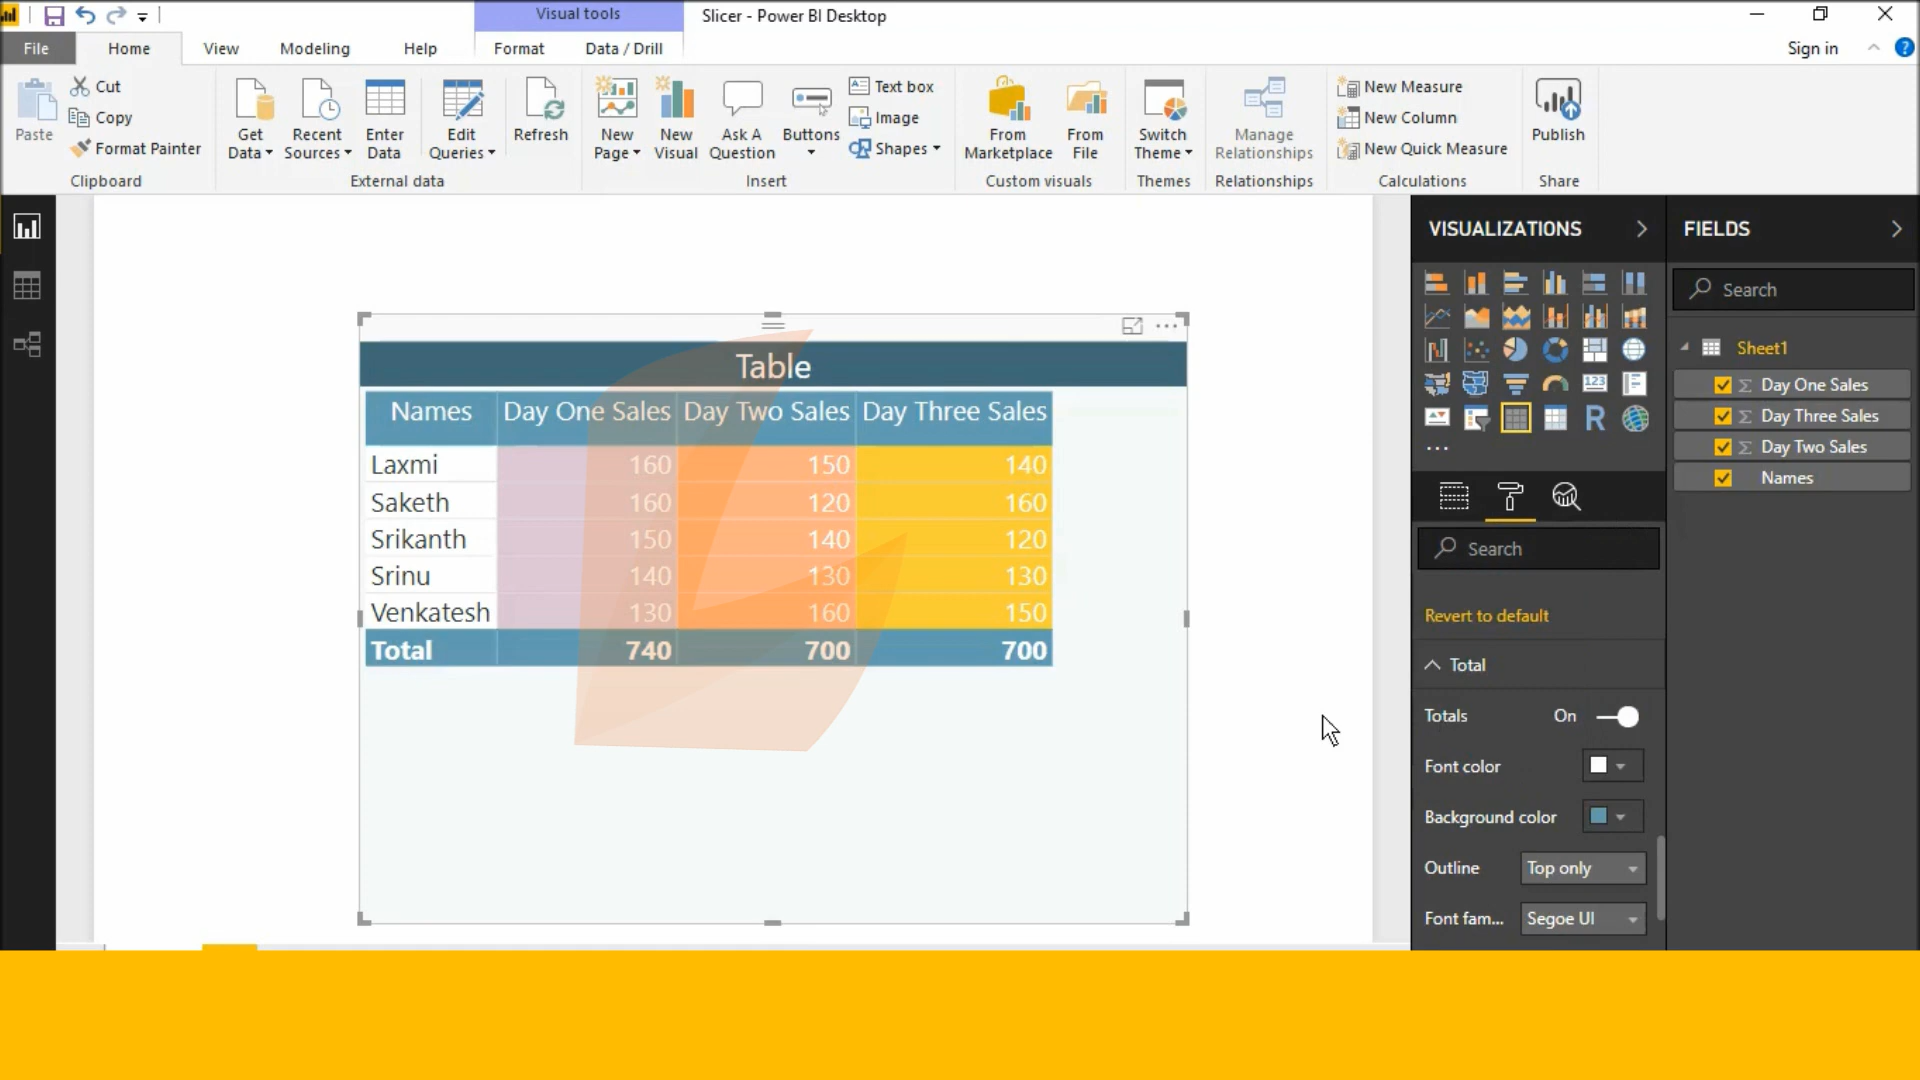 Visual tools
Slicer - Power BI Desktop
File Home View Modeling Help Format Data / Drill Sign in
Paste
Cut
Copy
Format Painter
Clipboard
Get Data
Recent Sources
Enter Data
Edit Queries
Refresh
External data
New Page
New Visual
Ask A Question
Buttons
Text box
Image
Shapes
Insert
From Marketplace
From File
Custom visuals
Switch Theme
Themes
Manage Relationships
Relationships
New Measure
New Column
New Quick Measure
Calculations
Publish
Share
Table
Names Day One Sales Day Two Sales Day Three Sales
Laxmi 160 150 140
Saketh 160 120 160
Srikanth 150 140 120
Srinu 140 130 130
Venkatesh 130 160 150
Total 740 700 700
VISUALIZATIONS
123
R
Search
Revert to default
Total
Totals On
Font color
Background color
Outline Top only
Font fam... Segoe UI
FIELDS
Search
Sheet1
Σ Day One Sales
Σ Day Three Sales
Σ Day Two Sales
Names